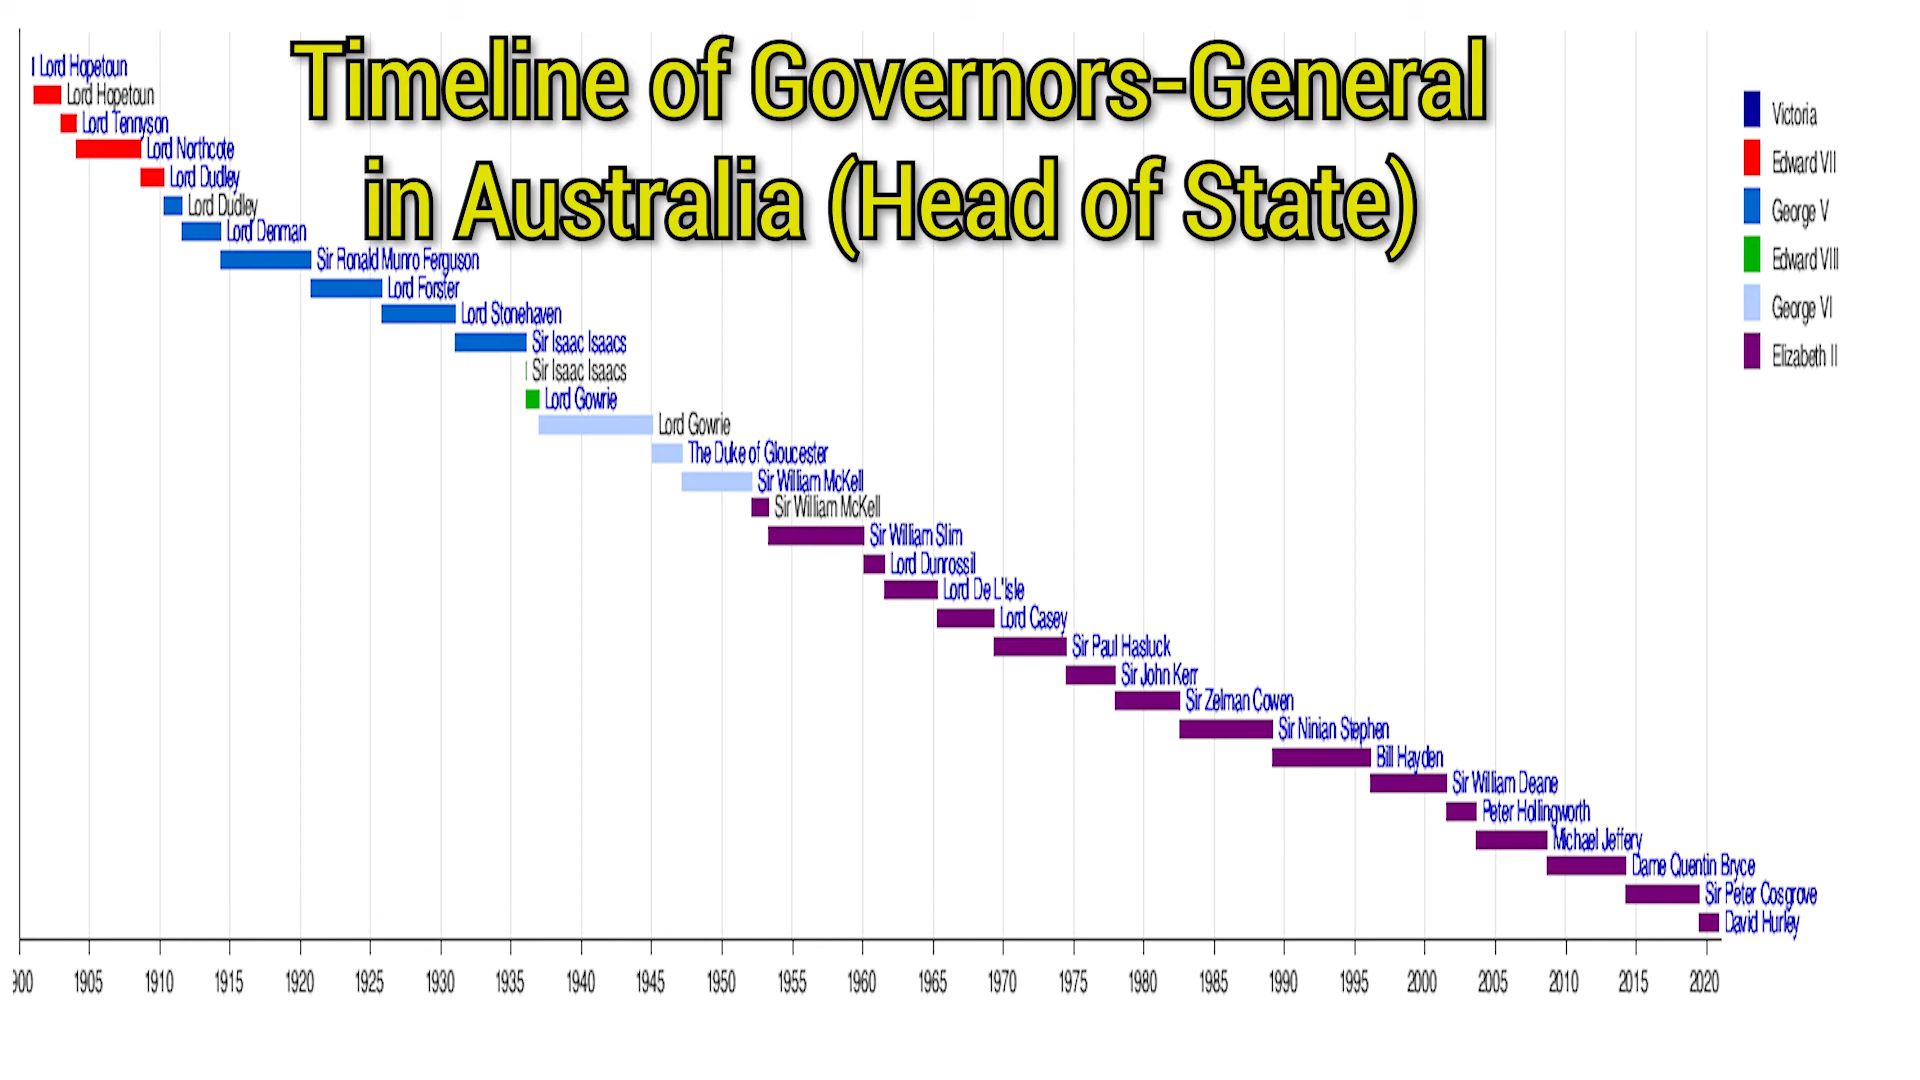 Timeline of Governors-General
in Australia (Head of State)
Lord Hopetoun
Lord Hopetoun
Lord Tennyson
Lord Northcote
Lord Dudley
Lord Dudley
Lord Denman
Sir Ronald Munro Ferguson
Lord Forster
Lord Stonehaven
Sir Isaac Isaacs
Sir Isaac Isaacs
Lord Gowrie
Lord Gowrie
The Duke of Gloucester
Sir William McKell
Sir William McKell
Sir William Slim
Lord Dunrossil
Lord De L'Isle
Lord Casey
Sir Paul Hasluck
Sir John Kerr
Sir Zelman Cowen
Sir Ninian Stephen
Bill Hayden
Sir William Deane
Peter Hollingworth
Michael Jeffery
Dame Quentin Bryce
Sir Peter Cosgrove
David Hurley
Victoria
Edward VII
George V
Edward VIII
George VI
Elizabeth II
900 1905 1910 1915 1920 1925 1930 1935 1940 1945 1950 1955 1960 1965 1970 1975 1980 1985 1990 1995 2000 2005 2010 2015 2020